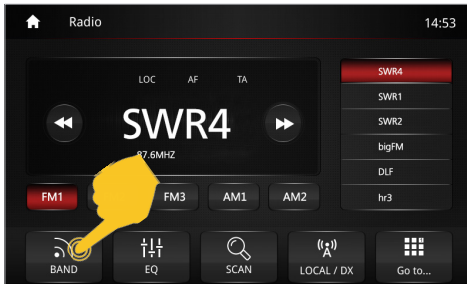 Radio 14:53
LOC AF TA
SWR4
87.6MHZ
FM1 FM3 AM1 AM2
SWR4
SWR1
SWR2
bigFM
DLF
hr3
BAND EQ SCAN LOCAL / DX Go to...